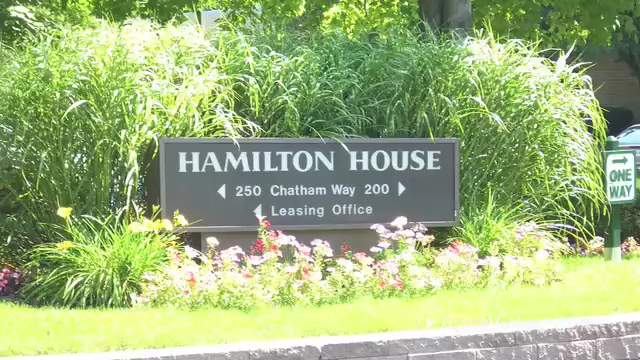 HAMILTON HOUSE
◀ 250 Chatham Way 200 ▶
◀ Leasing Office
→
ONE
WAY